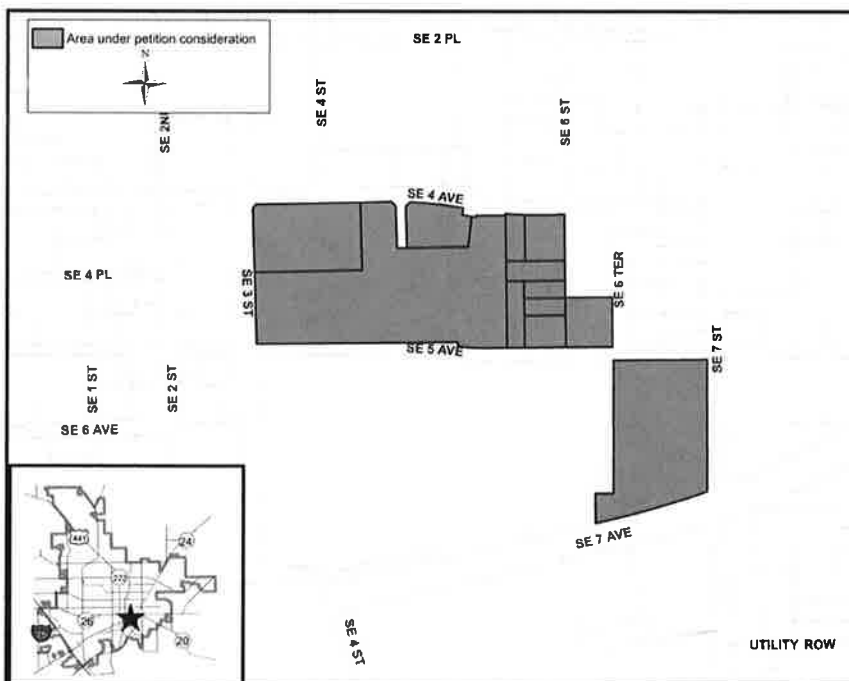 Area under petition consideration
N
SE 2 PL
SE 4 ST
SE 6 ST
SE 4 AVE
SE 4 PL
SE 3 ST
SE 6 TER
SE 5 AVE
SE 7 ST
SE 1 ST
SE 2 ST
SE 6 AVE
SE 7 AVE
SE 4 ST
UTILITY ROW
441
24
222
26
20